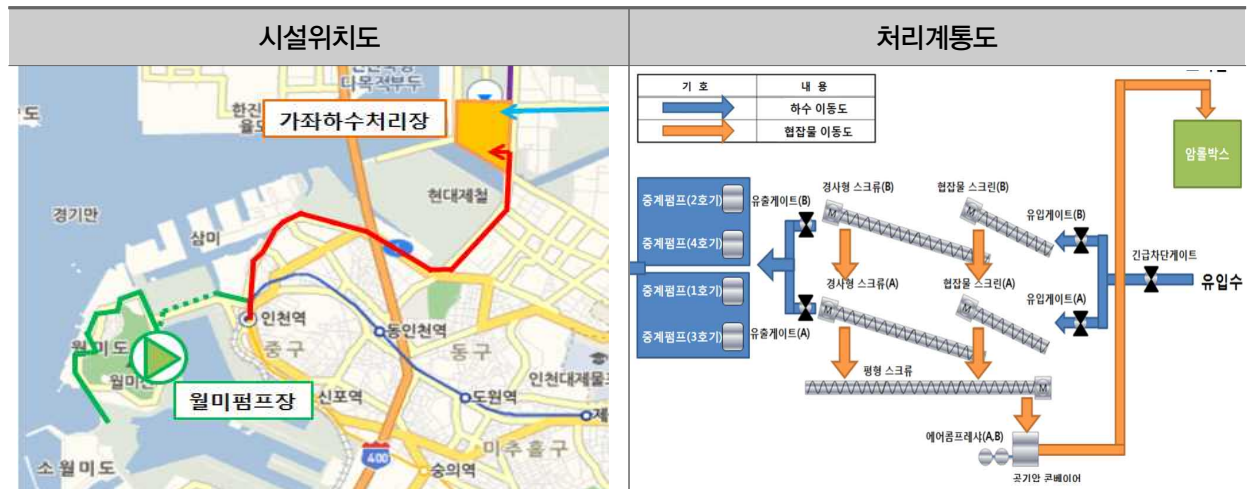 시설위치도
처리계통도
다목적부두
가좌하수처리장
현대제철
경기만
삼미
인천역
동인천역
중구
동구
월미도
월미산
월미펌프장
신포역
도원역
미추홀구
400
숭의역
소월미도
기 호
내 용
하수 이동도
협잡물 이동도
암롤박스
경사형 스크류(B)
협잡물 스크린(B)
중계펌프(2호기)
유출게이트(B)
M
M
유입게이트(B)
중계펌프(4호기)
긴급차단게이트
유입수
경사형 스크류(A)
협잡물 스크린(A)
중계펌프(1호기)
유입게이트(A)
M
M
중계펌프(3호기)
유출게이트(A)
평형 스크류
M
에어콤프레샤(A,B)
공기압 콘베이어